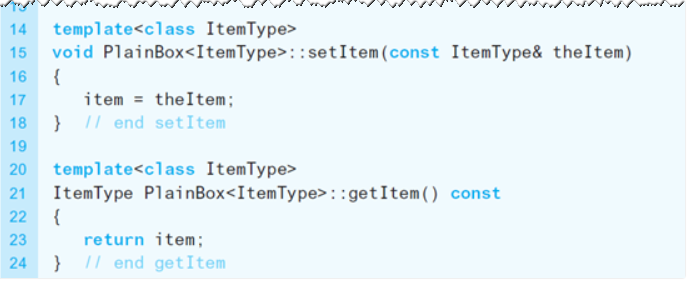 14 template<class ItemType>
15 void PlainBox<ItemType>::setItem(const ItemType& theItem)
16 {
17    item = theItem;
18 }  // end setItem
19
20 template<class ItemType>
21 ItemType PlainBox<ItemType>::getItem() const
22 {
23    return item;
24 }  // end getItem